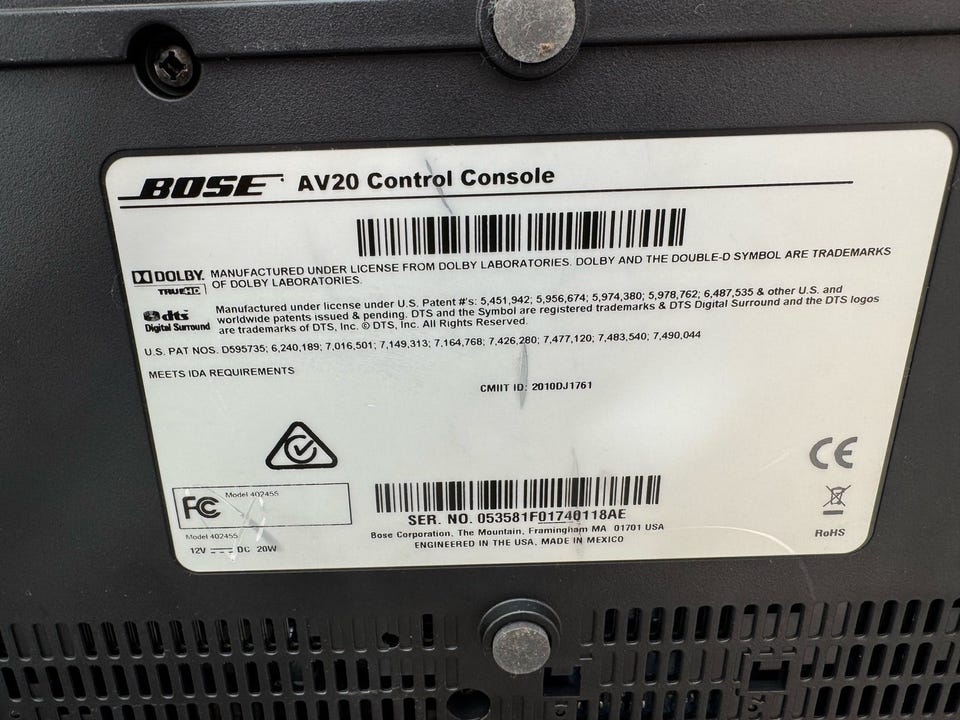 BOSE AV20 Control Console
DOLBY. MANUFACTURED UNDER LICENSE FROM DOLBY LABORATORIES. DOLBY AND THE DOUBLE-D SYMBOL ARE TRADEMARKS
TRUEHD OF DOLBY LABORATORIES.
dts Manufactured under license under U.S. Patent #'s: 5,451,942; 5,956,674; 5,974,380; 5,978,762; 6,487,535 & other U.S. and
Digital Surround worldwide patents issued & pending. DTS and the Symbol are registered trademarks & DTS Digital Surround and the DTS logos
are trademarks of DTS, Inc. © DTS, Inc. All Rights Reserved.
U.S. PAT NOS. D595735; 6,240,189; 7,016,501; 7,149,313; 7,164,768; 7,426,280; 7,477,120; 7,483,540; 7,490,044
MEETS IDA REQUIREMENTS
CMIIT ID: 2010DJ1761
CE
FC Model 402455
Model 402455
12V DC 20W
SER. NO. 053581F01740118AE
Bose Corporation, The Mountain, Framingham MA 01701 USA
ENGINEERED IN THE USA, MADE IN MEXICO
RoHS